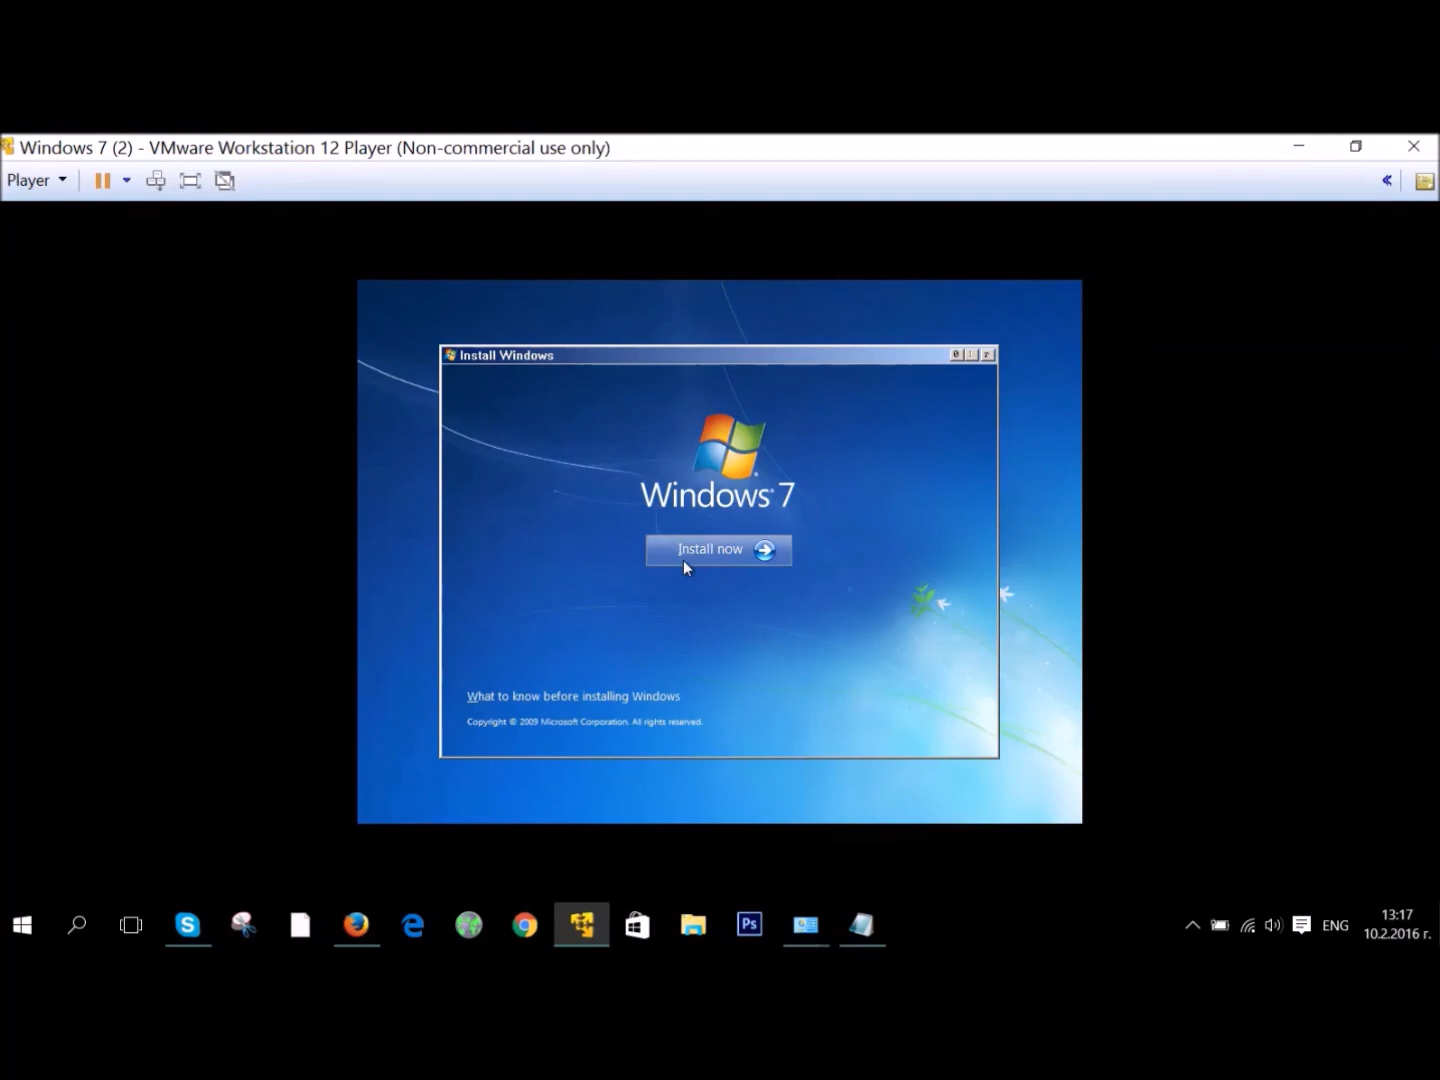 Windows 7 (2) - VMware Workstation 12 Player (Non-commercial use only)
Player
Install Windows
Windows 7
Install now
What to know before installing Windows
Copyright © 2009 Microsoft Corporation. All rights reserved.
S
e
Ps
ENG
13:17
10.2.2016 г.